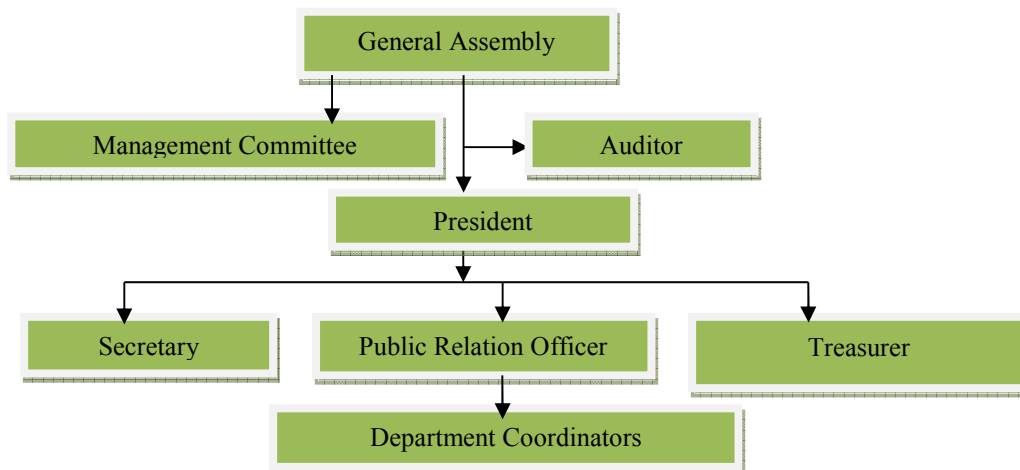 General Assembly
Management Committee
Auditor
President
Secretary
Public Relation Officer
Treasurer
Department Coordinators